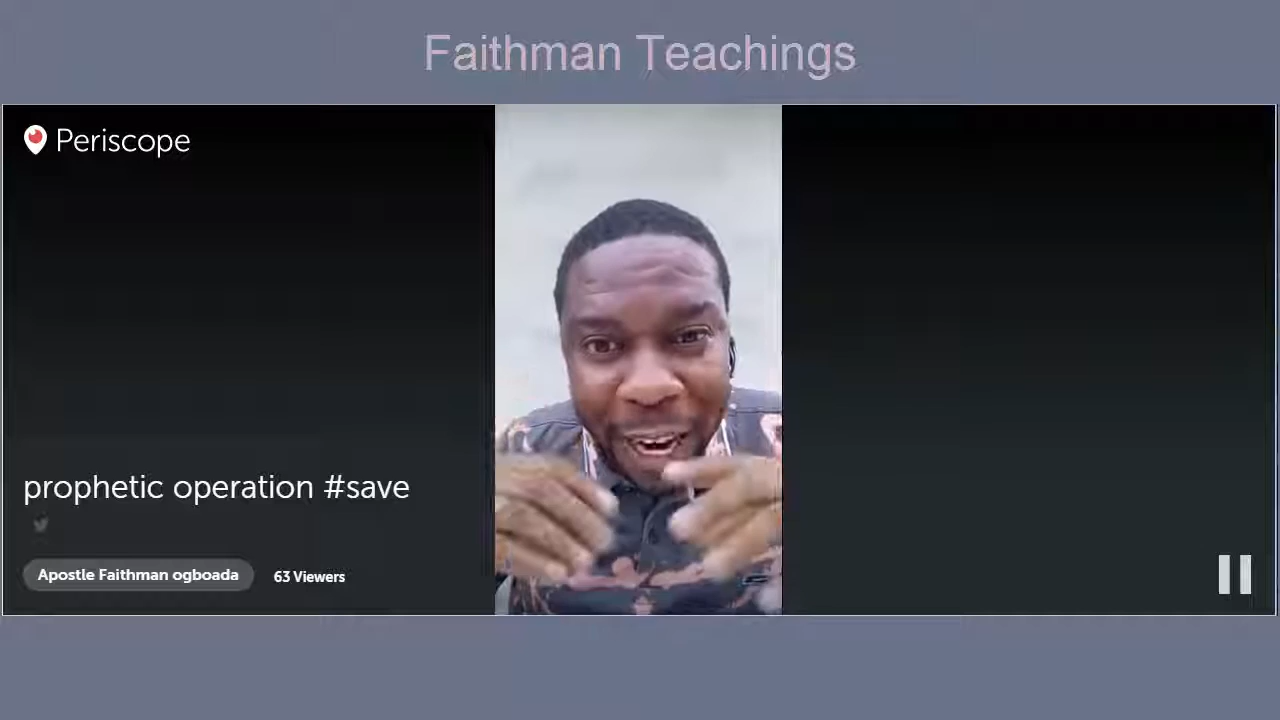 Faithman Teachings
Periscope
prophetic operation #save
Apostle Faithman ogboada
63 Viewers